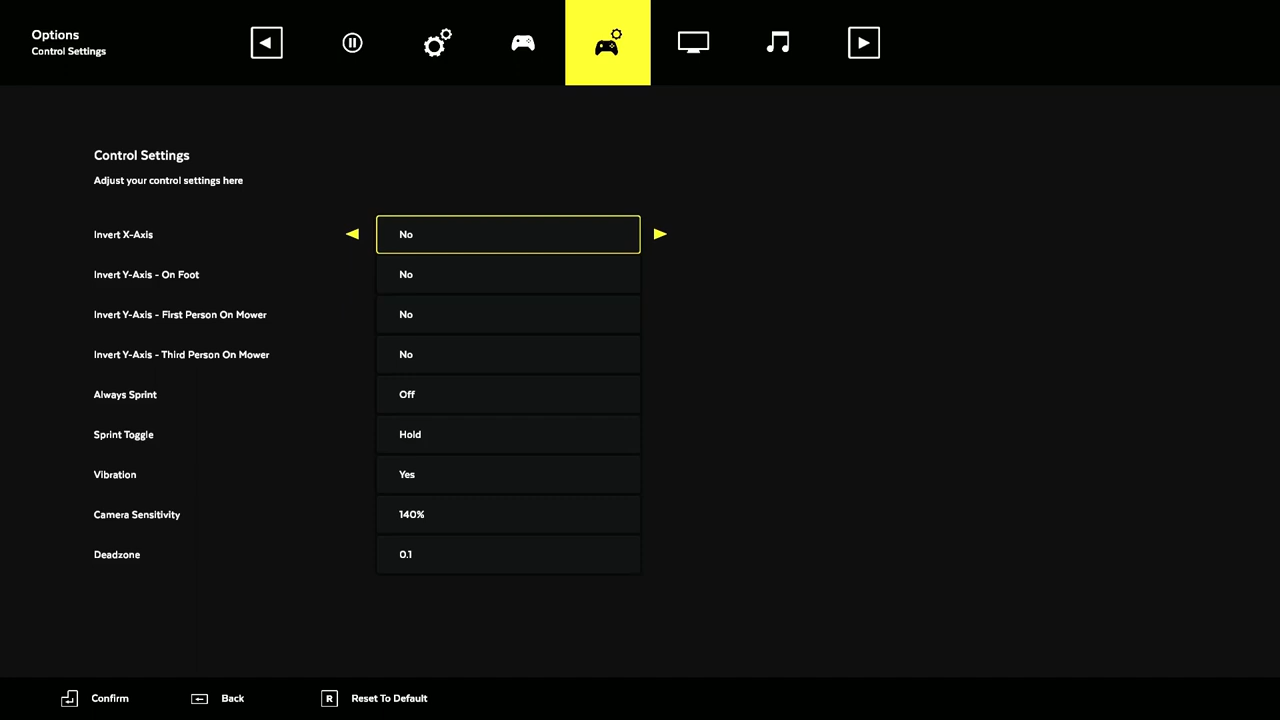 Options
Control Settings
Control Settings
Adjust your control settings here
Invert X-Axis No
Invert Y-Axis - On Foot No
Invert Y-Axis - First Person On Mower No
Invert Y-Axis - Third Person On Mower No
Always Sprint Off
Sprint Toggle Hold
Vibration Yes
Camera Sensitivity 140%
Deadzone 0.1
Confirm Back R Reset To Default